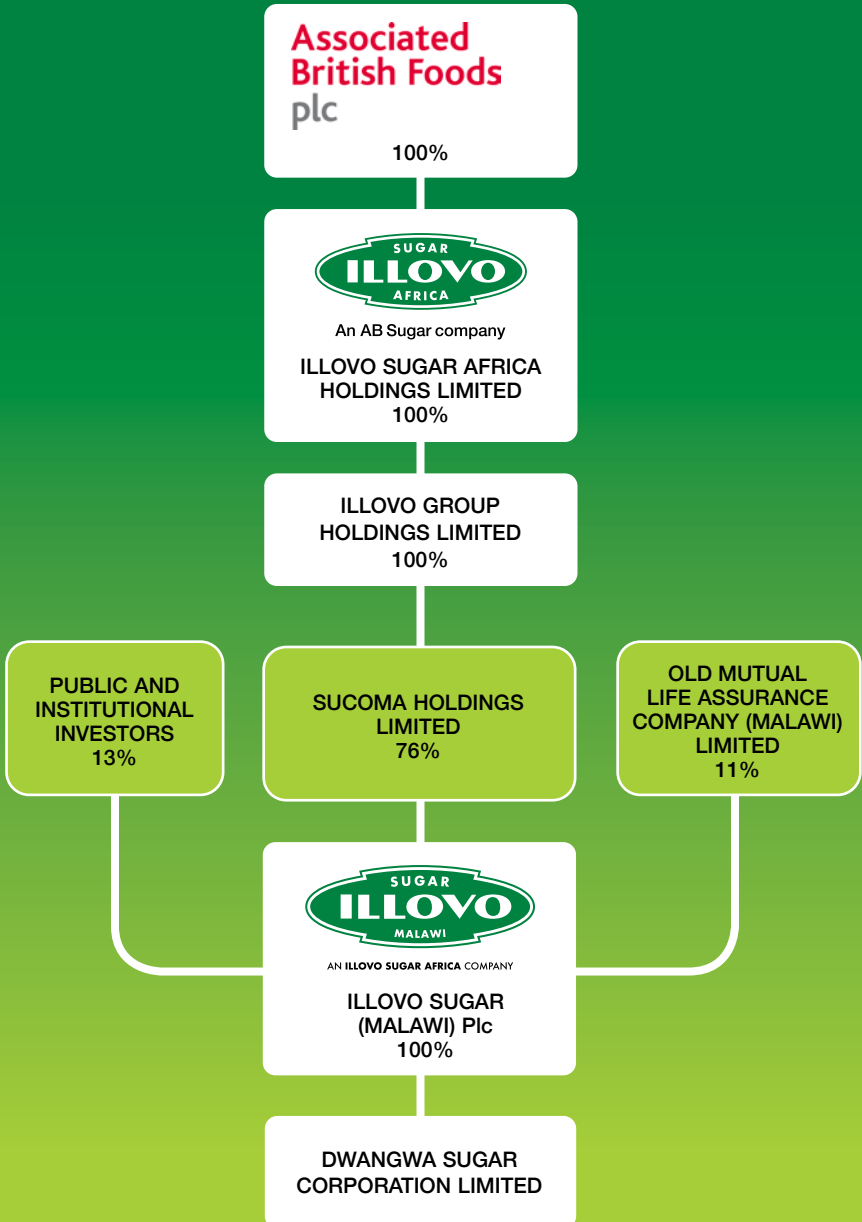 Associated
British Foods
plc
100%
SUGAR
ILLOVO
AFRICA
An AB Sugar company
ILLOVO SUGAR AFRICA
HOLDINGS LIMITED
100%
ILLOVO GROUP
HOLDINGS LIMITED
100%
PUBLIC AND
INSTITUTIONAL
INVESTORS
13%
SUCOMA HOLDINGS
LIMITED
76%
OLD MUTUAL
LIFE ASSURANCE
COMPANY (MALAWI)
LIMITED
11%
SUGAR
ILLOVO
MALAWI
AN ILLOVO SUGAR AFRICA COMPANY
ILLOVO SUGAR
(MALAWI) Plc
100%
DWANGWA SUGAR
CORPORATION LIMITED